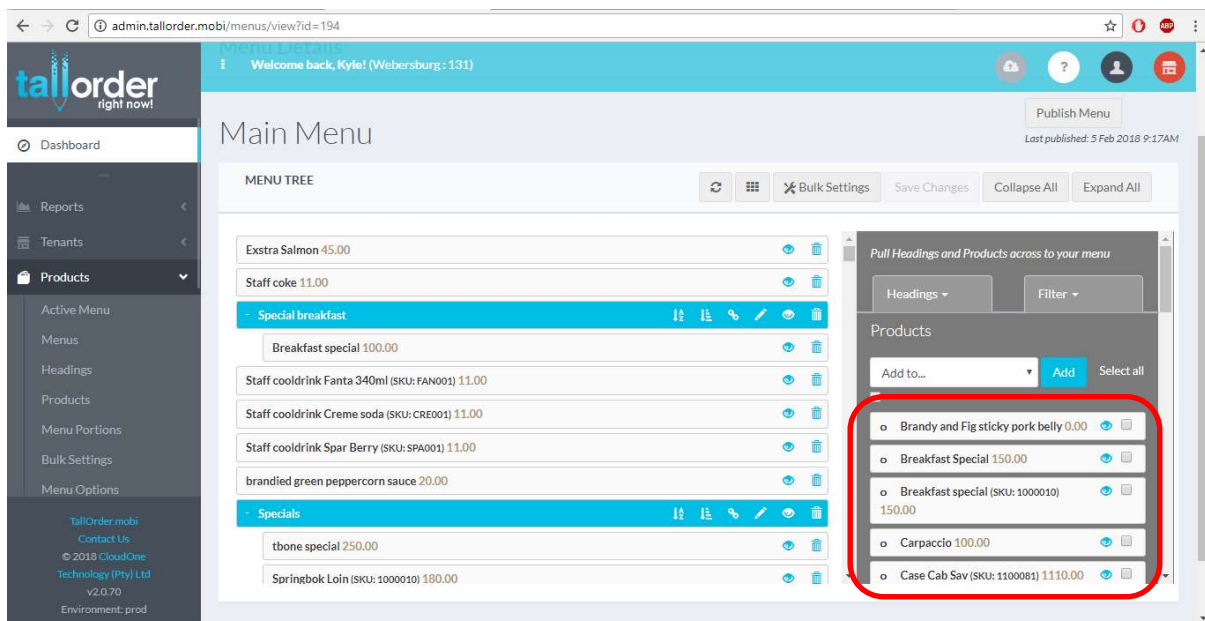 admin.tallorder.mobi/menus/view?id=194
ABP
tallorder
right now!
Menu Details
Welcome back, Kyle! (Webersburg : 131)
?
Dashboard
Reports
Tenants
Products
Active Menu
Menus
Headings
Products
Menu Portions
Bulk Settings
Menu Options
TallOrder.mobi
Contact Us
© 2018 CloudOne
Technology (Pty) Ltd
v2.0.70
Environment: prod
Main Menu
Publish Menu
Last published: 5 Feb 2018 9:17AM
MENU TREE
Bulk Settings
Save Changes
Collapse All
Expand All
Exstra Salmon 45.00
Staff coke 11.00
- Special breakfast
Breakfast special 100.00
Staff cooldrink Fanta 340ml (SKU: FAN001) 11.00
Staff cooldrink Creme soda (SKU: CRE001) 11.00
Staff cooldrink Spar Berry (SKU: SPA001) 11.00
brandied green peppercorn sauce 20.00
- Specials
tbone special 250.00
Springbok Loin (SKU: 1000010) 180.00
Pull Headings and Products across to your menu
Headings
Filter
Products
Add to...
Add
Select all
o Brandy and Fig sticky pork belly 0.00
o Breakfast Special 150.00
o Breakfast special (SKU: 1000010)
150.00
o Carpaccio 100.00
o Case Cab Sav (SKU: 1100081) 1110.00